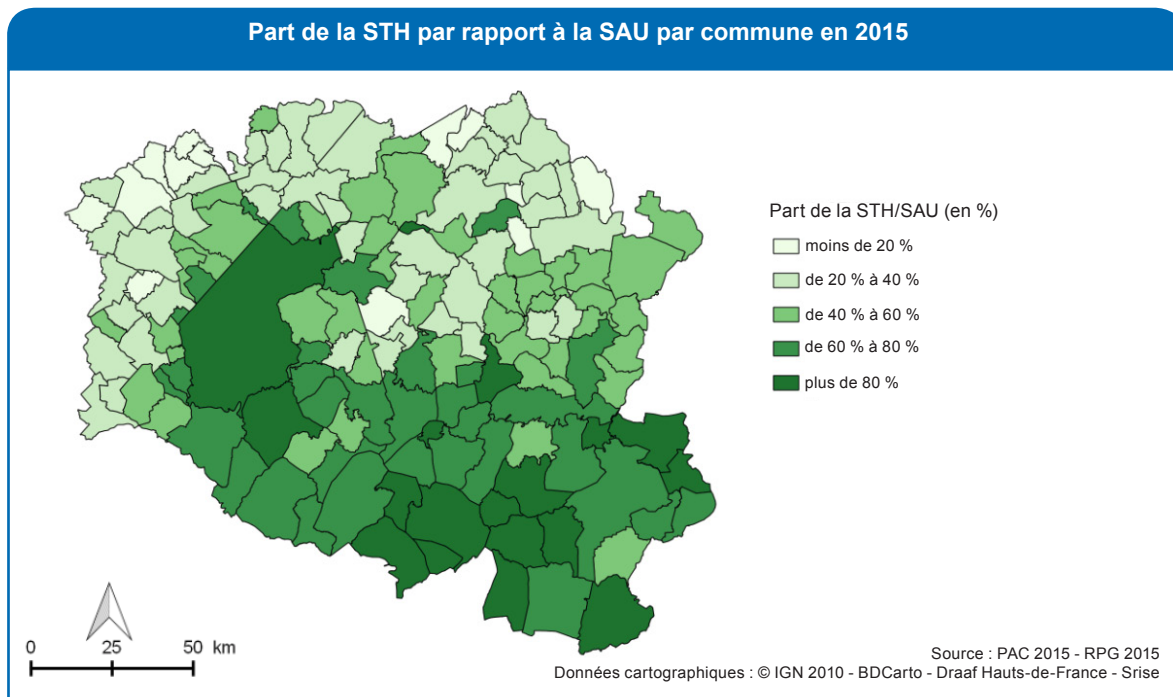 Part de la STH par rapport à la SAU par commune en 2015
Part de la STH/SAU (en %)
moins de 20 %
de 20 % à 40 %
de 40 % à 60 %
de 60 % à 80 %
plus de 80 %
0 25 50 km
Source : PAC 2015 - RPG 2015
Données cartographiques : © IGN 2010 - BDCarto - Draaf Hauts-de-France - Srise